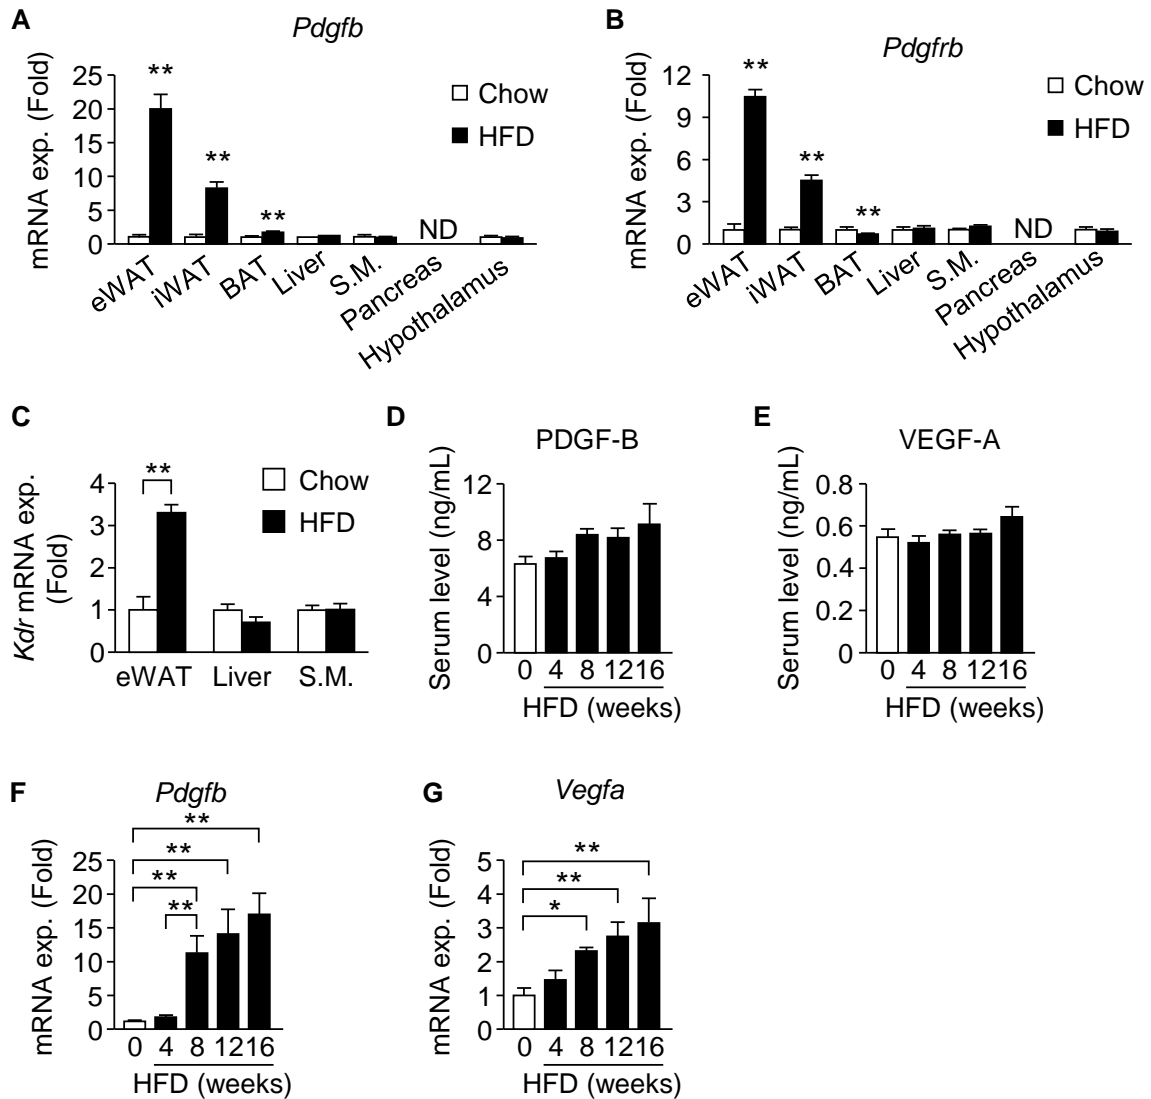 A
Pdgfb
mRNA exp. (Fold)
25
20
15
10
5
0
**
**
**
ND
Chow
HFD
eWAT
iWAT
BAT
Liver
S.M.
Pancreas
Hypothalamus
B
Pdgfrb
mRNA exp. (Fold)
12
9
6
3
0
**
**
**
ND
Chow
HFD
eWAT
iWAT
BAT
Liver
S.M.
Pancreas
Hypothalamus
C
Kdr mRNA exp.
(Fold)
4
3
2
1
0
**
Chow
HFD
eWAT Liver S.M.
D
PDGF-B
Serum level (ng/mL)
12
8
4
0
0 4 8 12 16
HFD (weeks)
E
VEGF-A
Serum level (ng/mL)
0.8
0.6
0.4
0.2
0
0 4 8 12 16
HFD (weeks)
F
Pdgfb
mRNA exp. (Fold)
25
20
15
10
5
0
**
**
**
**
0 4 8 12 16
HFD (weeks)
G
Vegfa
mRNA exp. (Fold)
5
4
3
2
1
0
**
**
*
0 4 8 12 16
HFD (weeks)